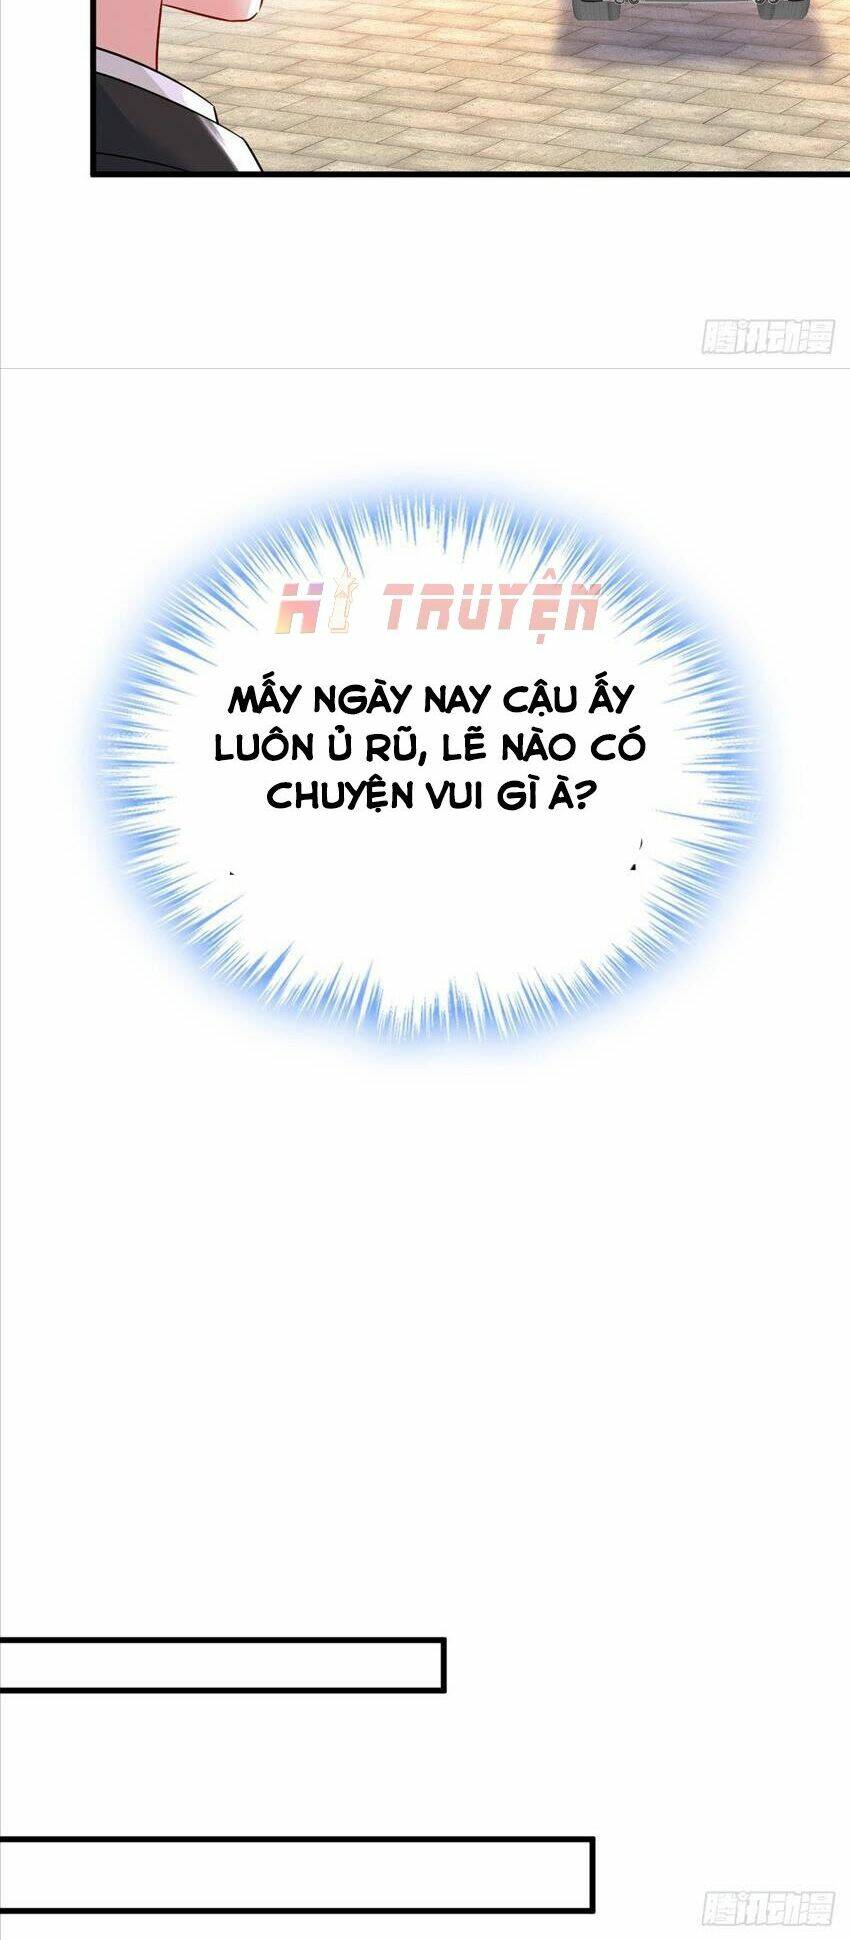 腾讯动漫
HI TRUYỆN
MẤY NGÀY NAY CẬU ẤY
LUÔN Ủ RŨ, LẼ NÀO CÓ
CHUYỆN VUI GÌ À?
腾讯动漫